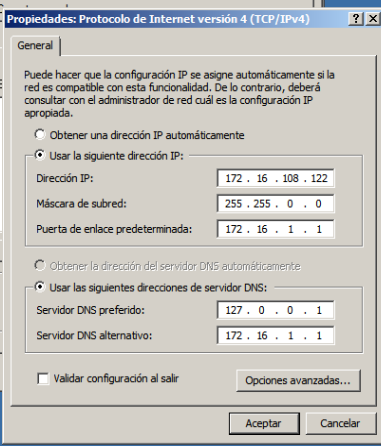 Propiedades: Protocolo de Internet versión 4 (TCP/IPv4)
General
Puede hacer que la configuración IP se asigne automáticamente si la
red es compatible con esta funcionalidad. De lo contrario, deberá
consultar con el administrador de red cuál es la configuración IP
apropiada.
Obtener una dirección IP automáticamente
Usar la siguiente dirección IP:
Dirección IP: 172 . 16 . 108 . 122
Máscara de subred: 255 . 255 . 0 . 0
Puerta de enlace predeterminada: 172 . 16 . 1 . 1
Obtener la dirección del servidor DNS automáticamente
Usar las siguientes direcciones de servidor DNS:
Servidor DNS preferido: 127 . 0 . 0 . 1
Servidor DNS alternativo: 172 . 16 . 1 . 1
Validar configuración al salir
Opciones avanzadas...
Aceptar Cancelar